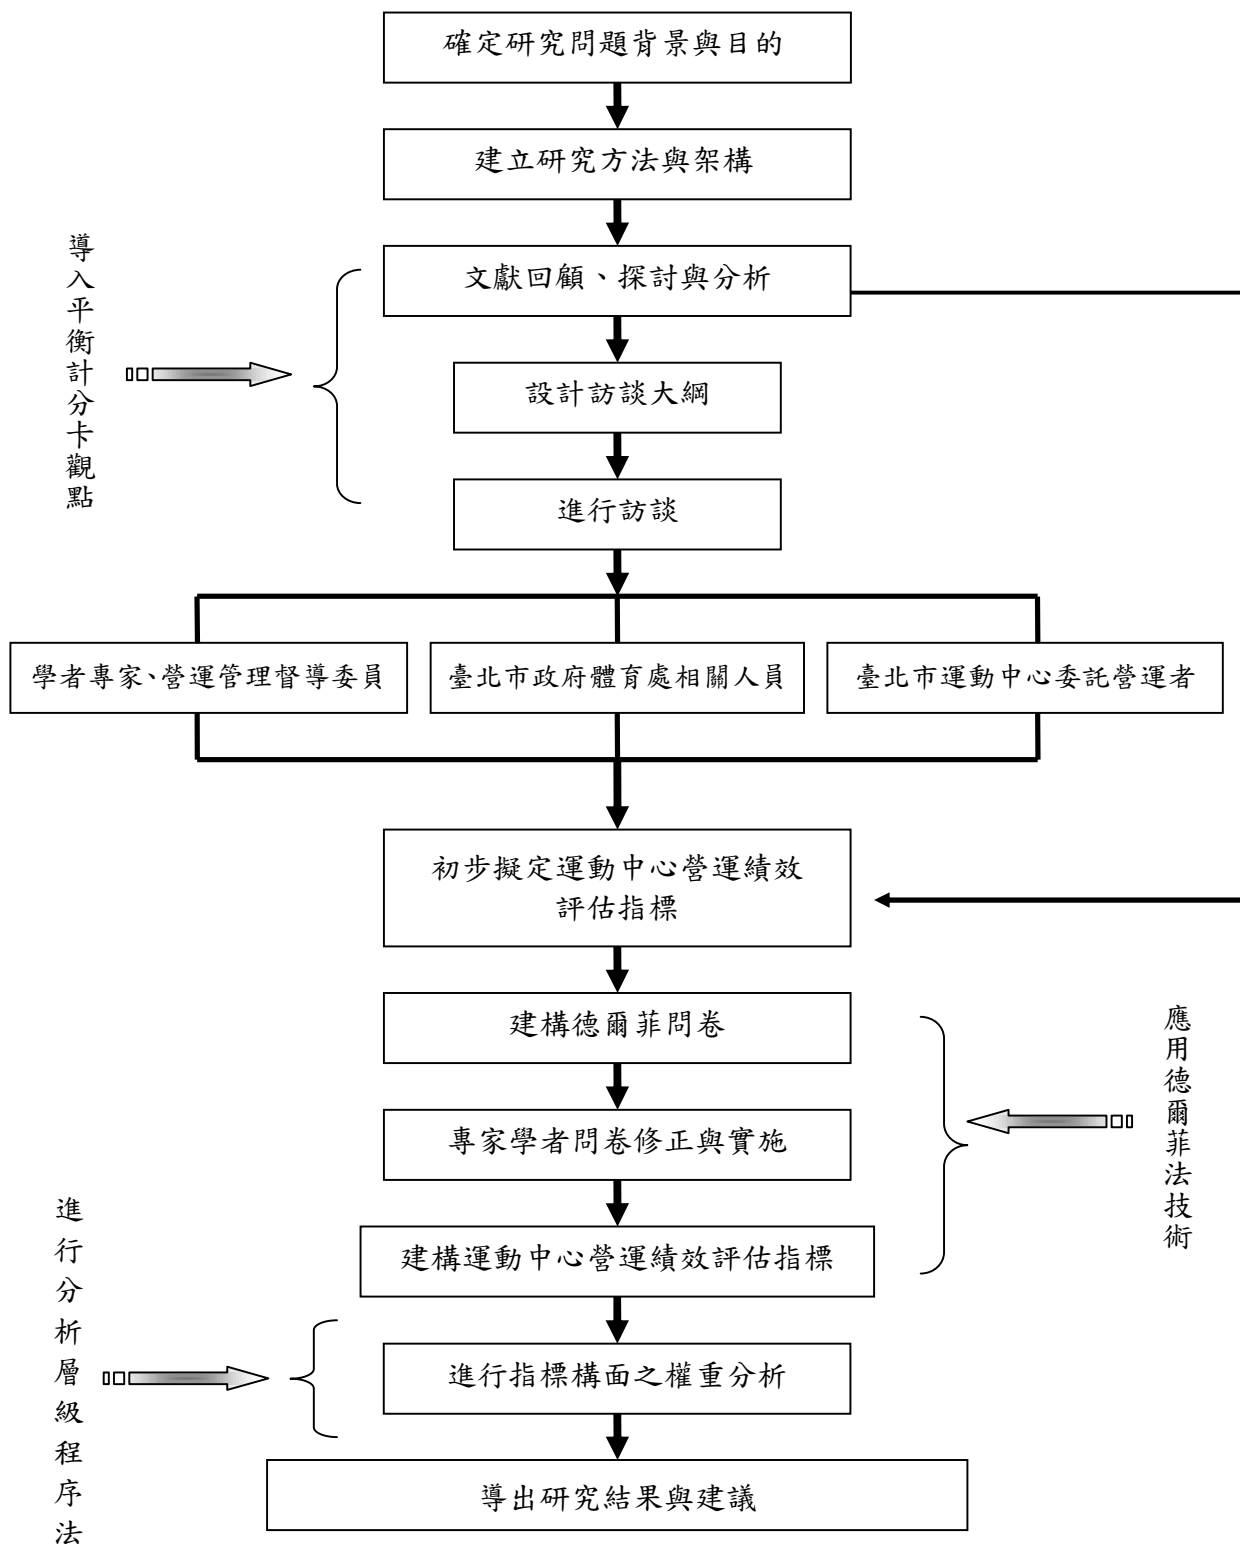 確定研究問題背景與目的
建立研究方法與架構
導入平衡計分卡觀點
文獻回顧、探討與分析
設計訪談大綱
進行訪談
學者專家、營運管理督導委員
臺北市政府體育處相關人員
臺北市運動中心委託營運者
初步擬定運動中心營運績效
評估指標
建構德爾菲問卷
應用德爾菲法技術
專家學者問卷修正與實施
建構運動中心營運績效評估指標
進行分析層級程序法
進行指標構面之權重分析
導出研究結果與建議